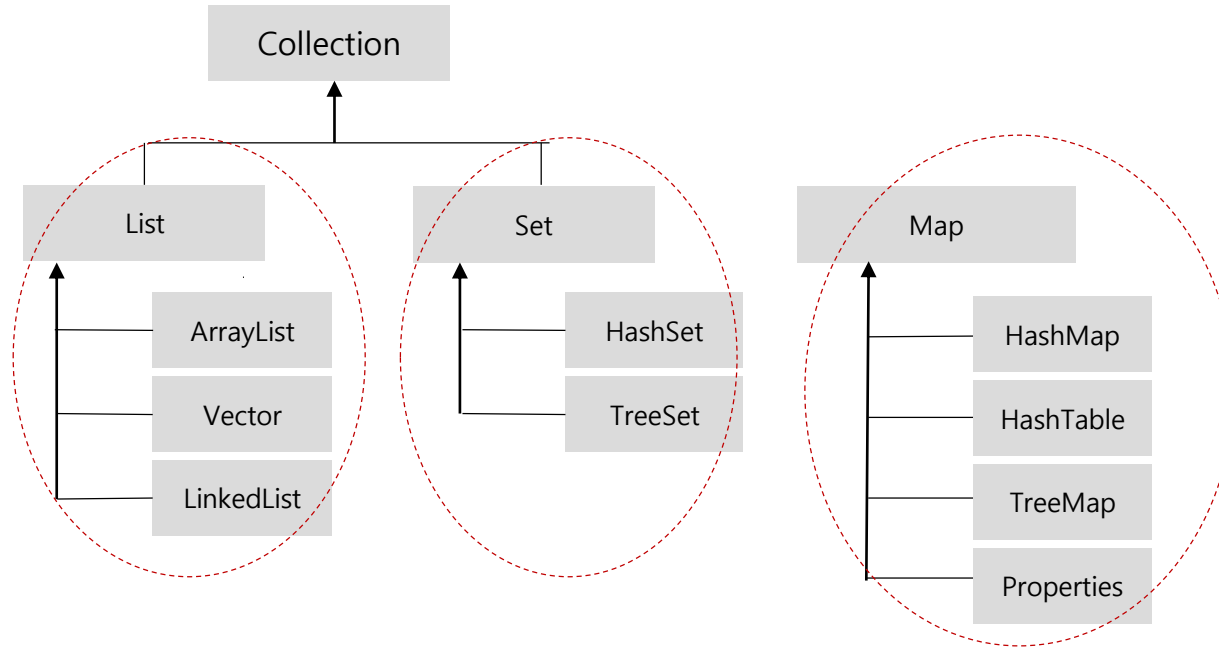 Collection
List
Set
Map
ArrayList
Vector
LinkedList
HashSet
TreeSet
HashMap
HashTable
TreeMap
Properties